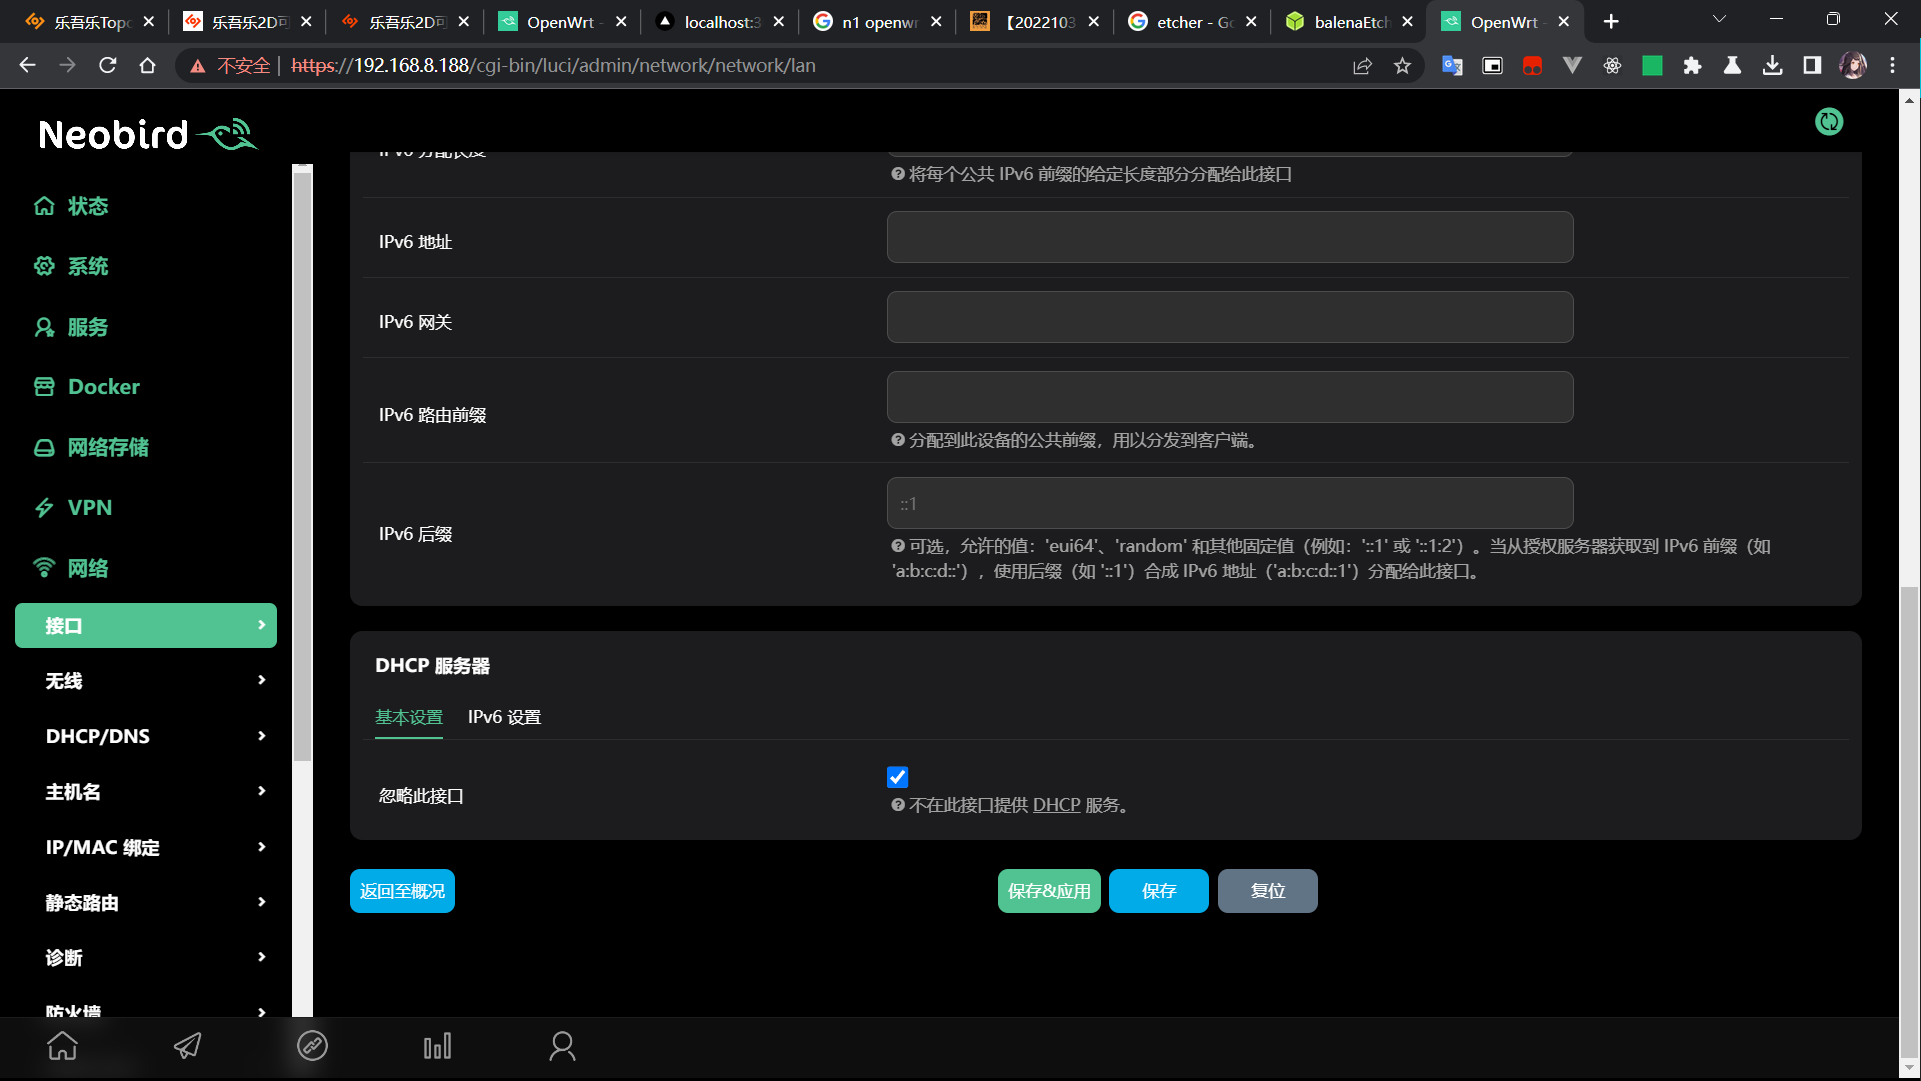 乐吾乐Topo
乐吾乐2D可
乐吾乐2D可
OpenWrt -
localhost:3
n1 openwr
【2022103
etcher - Go
balenaEtch
OpenWrt -
不安全
https://192.168.8.188/cgi-bin/luci/admin/network/network/lan
Neobird
状态
系统
服务
Docker
网络存储
VPN
网络
接口
无线
DHCP/DNS
主机名
IP/MAC 绑定
静态路由
诊断
防火墙
IPv6 分配长度
将每个公共 IPv6 前缀的给定长度部分分配给此接口
IPv6 地址
IPv6 网关
IPv6 路由前缀
分配到此设备的公共前缀，用以分发到客户端。
IPv6 后缀
::1
可选，允许的值：'eui64'、'random' 和其他固定值（例如：'::1' 或 '::1:2'）。当从授权服务器获取到 IPv6 前缀（如
'a:b:c:d::'），使用后缀（如 '::1'）合成 IPv6 地址（'a:b:c:d::1'）分配给此接口。
DHCP 服务器
基本设置
IPv6 设置
忽略此接口
不在此接口提供 DHCP 服务。
返回至概况
保存&应用
保存
复位